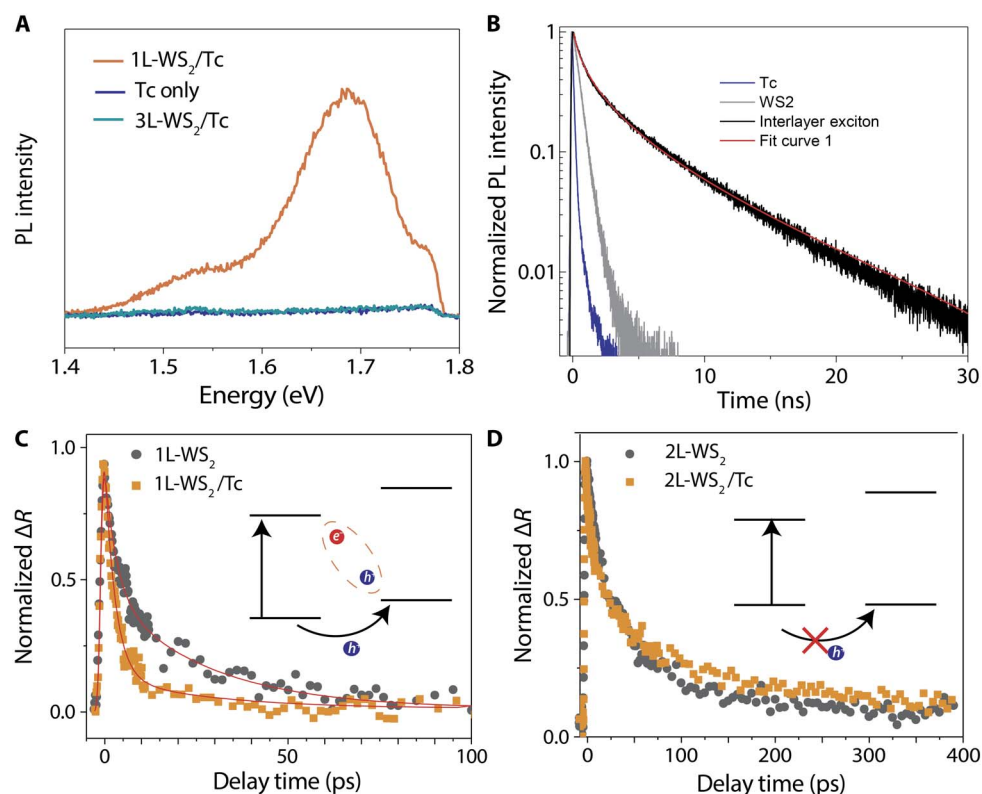 A
1L-WS₂/Tc
Tc only
3L-WS₂/Tc
PL intensity
1.4 1.5 1.6 1.7 1.8
Energy (eV)
B
1
0.1
0.01
Tc
WS2
Interlayer exciton
Fit curve 1
Normalized PL intensity
0 10 20 30
Time (ns)
C
1.0
0.5
0.0
1L-WS₂
1L-WS₂/Tc
e
h
h
Normalized ΔR
0 50 100
Delay time (ps)
D
1.0
0.5
0.0
2L-WS₂
2L-WS₂/Tc
h
Normalized ΔR
0 100 200 300 400
Delay time (ps)